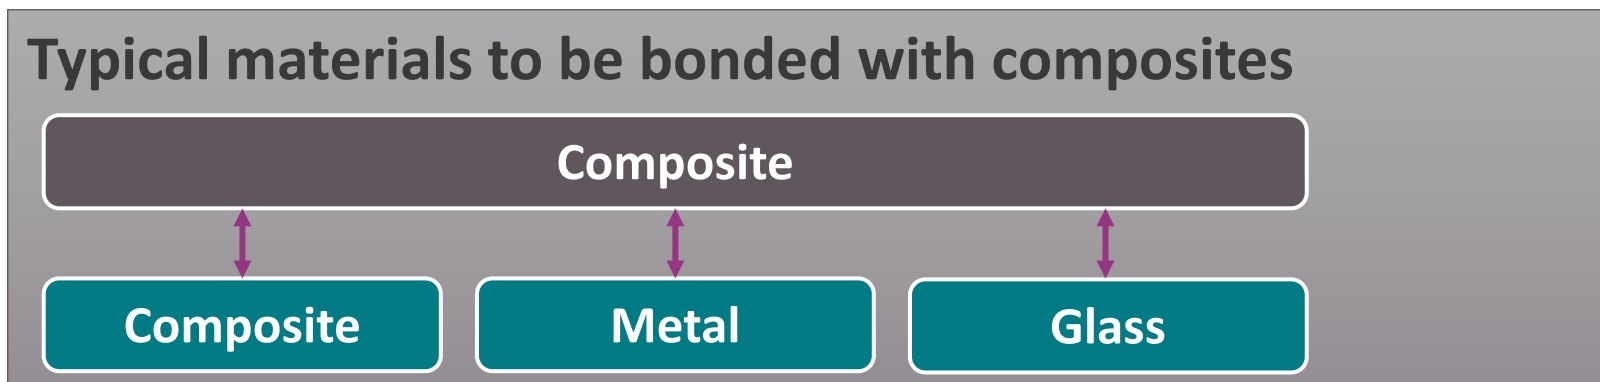 Typical materials to be bonded with composites
Composite
Composite
Metal
Glass